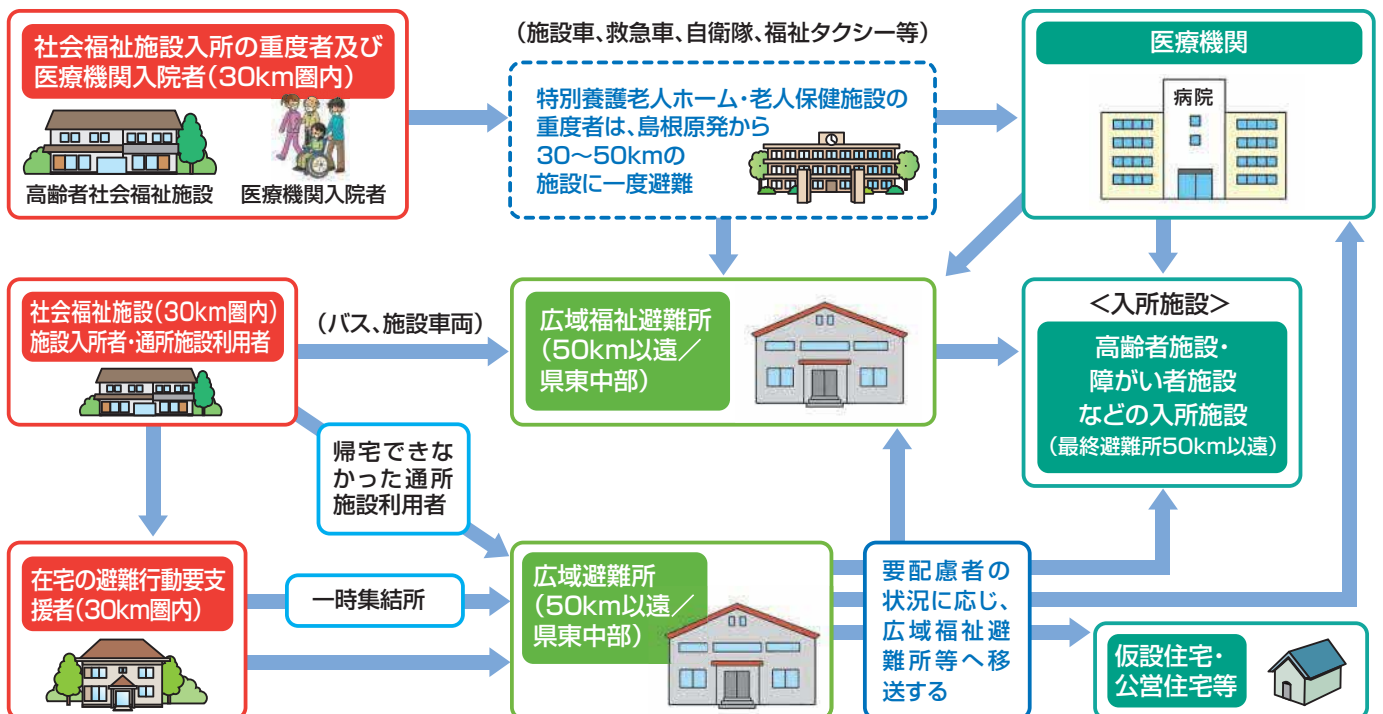 社会福祉施設入所の重度者及び
医療機関入院者(30km圏内)
高齢者社会福祉施設
医療機関入院者
（施設車、救急車、自衛隊、福祉タクシー等）
特別養護老人ホーム・老人保健施設の
重度者は、島根原発から
30〜50kmの
施設に一度避難
医療機関
病院
社会福祉施設(30km圏内)
施設入所者・通所施設利用者
（バス、施設車両）
広域福祉避難所
（50km以遠／
県東中部）
＜入所施設＞
高齢者施設・
障がい者施設
などの入所施設
（最終避難所50km以遠）
帰宅できな
かった通所
施設利用者
在宅の避難行動要支
援者(30km圏内)
一時集結所
広域避難所
（50km以遠／
県東中部）
要配慮者の
状況に応じ、
広域福祉避
難所等へ移
送する
仮設住宅・
公営住宅等